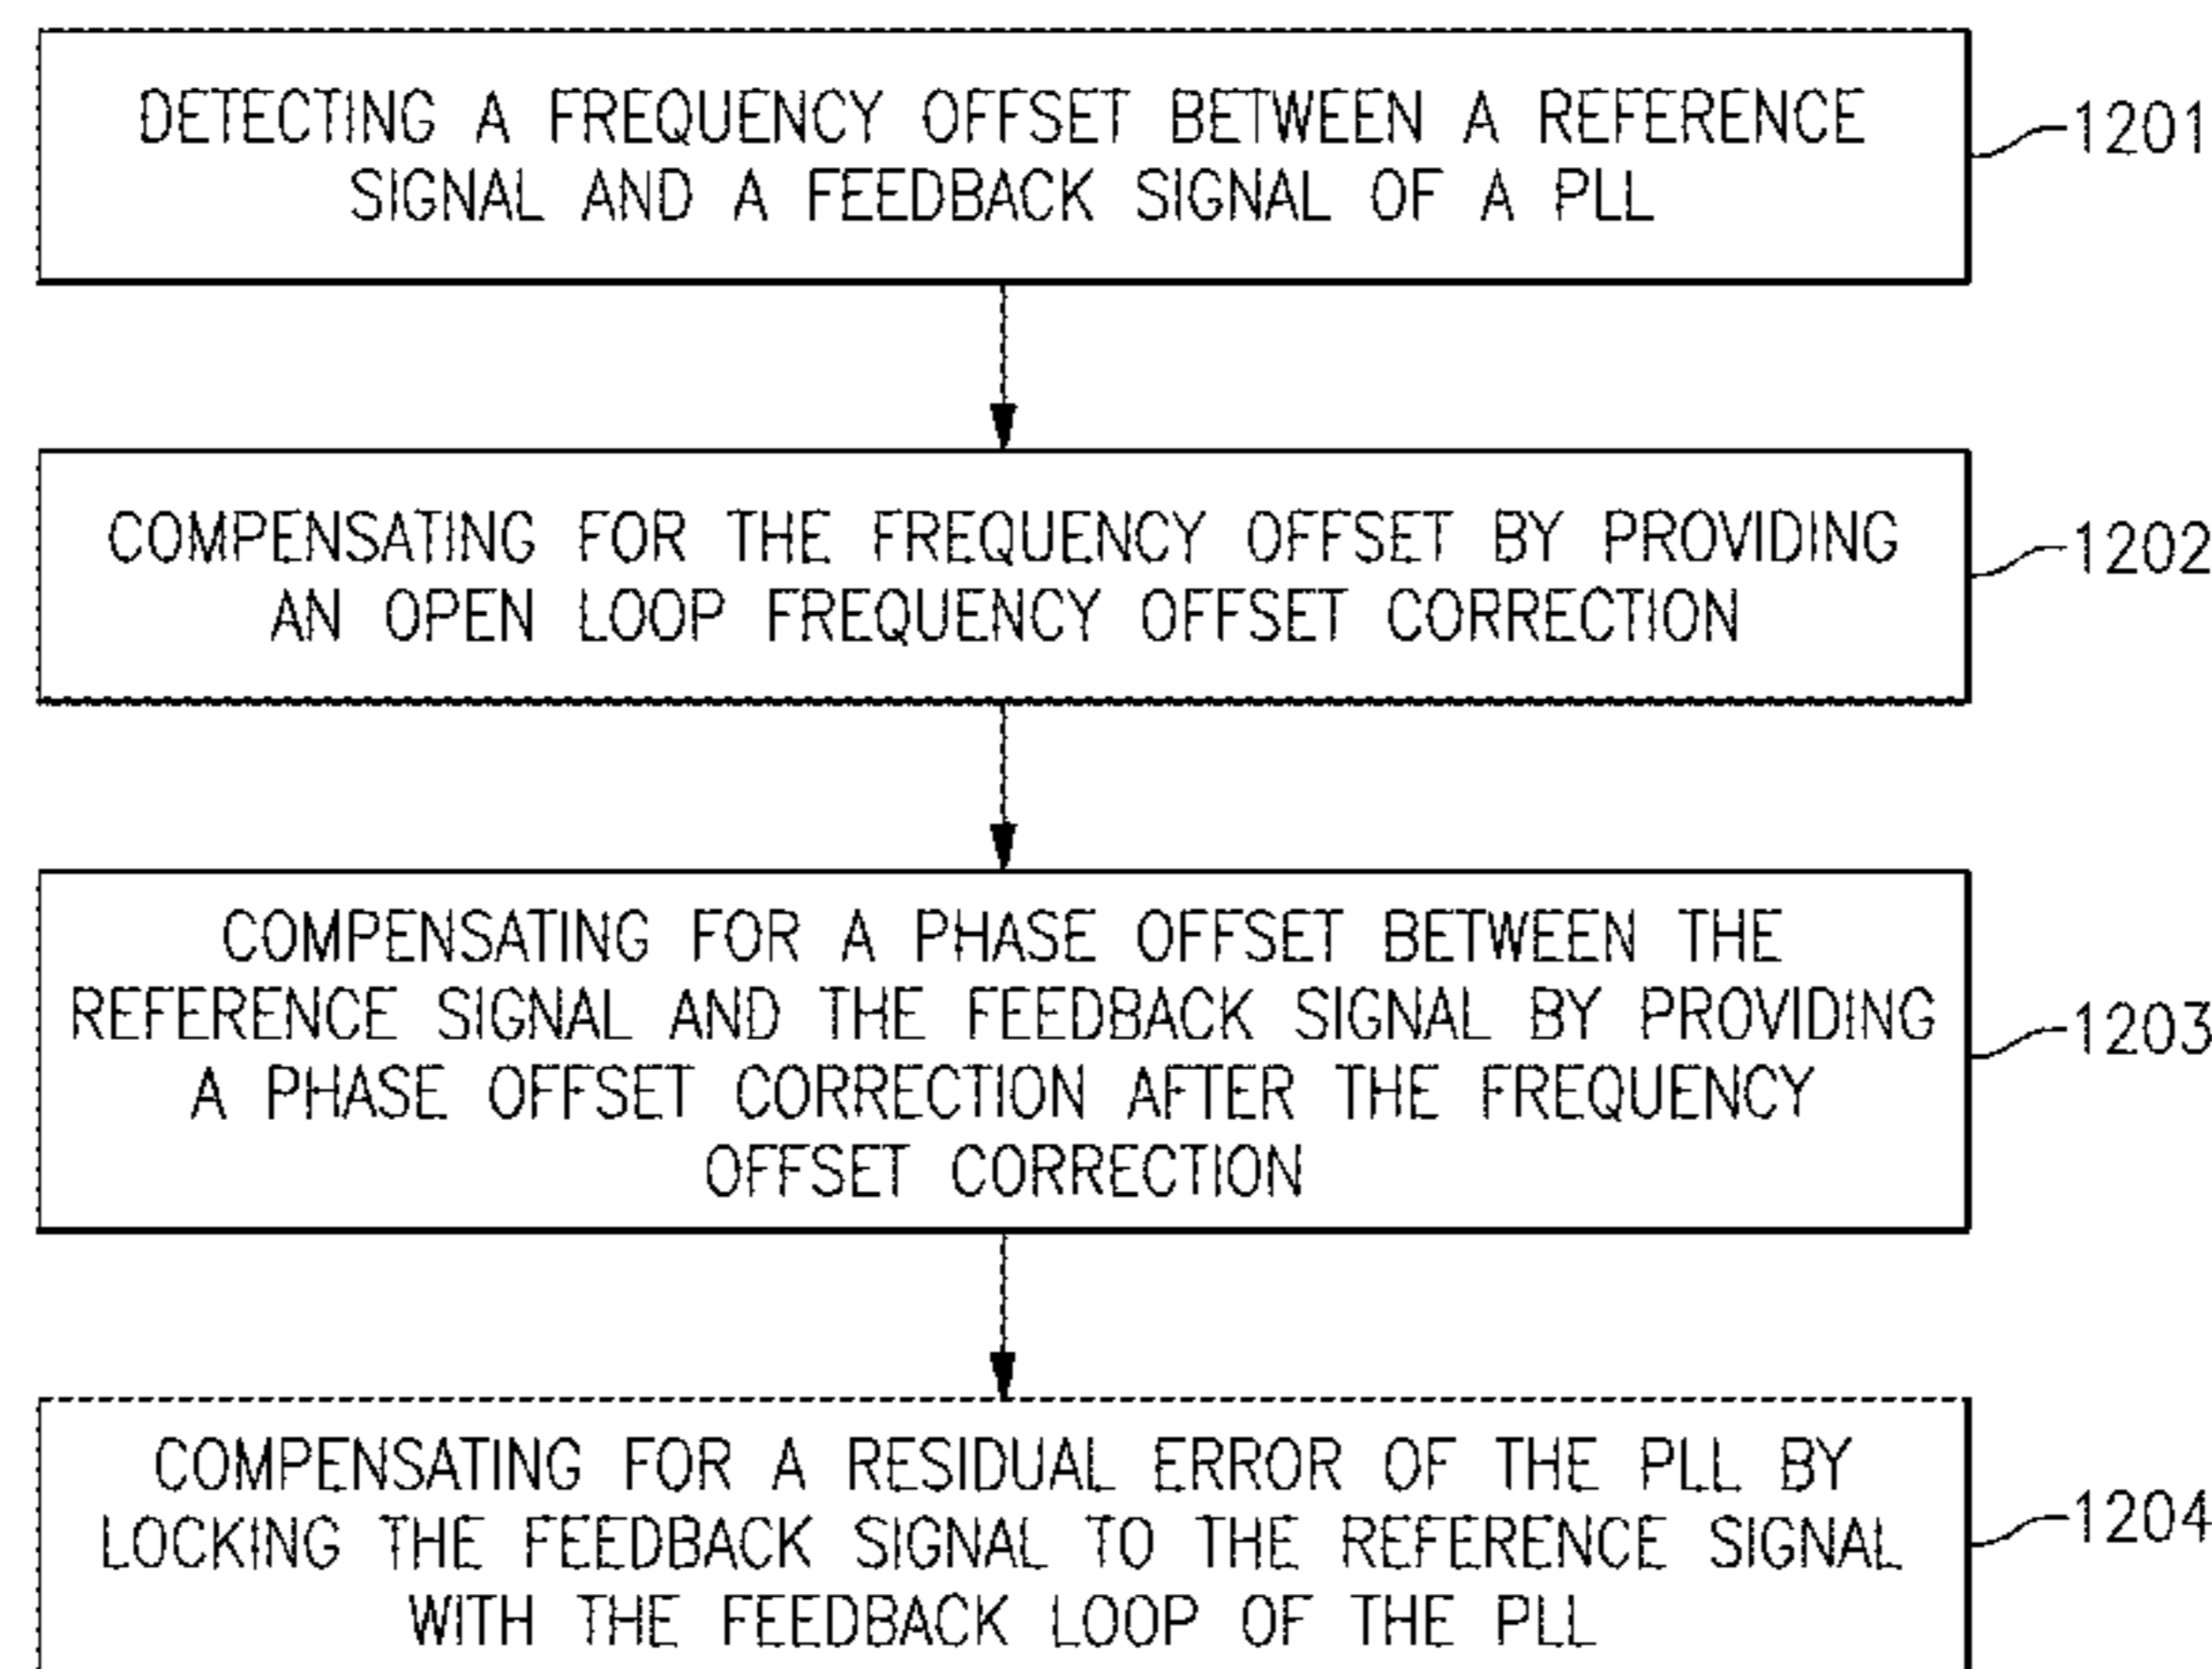 DETECTING A FREQUENCY OFFSET BETWEEN A REFERENCE
SIGNAL AND A FEEDBACK SIGNAL OF A PLL
1201
COMPENSATING FOR THE FREQUENCY OFFSET BY PROVIDING
AN OPEN LOOP FREQUENCY OFFSET CORRECTION
1202
COMPENSATING FOR A PHASE OFFSET BETWEEN THE
REFERENCE SIGNAL AND THE FEEDBACK SIGNAL BY PROVIDING
A PHASE OFFSET CORRECTION AFTER THE FREQUENCY
OFFSET CORRECTION
1203
COMPENSATING FOR A RESIDUAL ERROR OF THE PLL BY
LOCKING THE FEEDBACK SIGNAL TO THE REFERENCE SIGNAL
WITH THE FEEDBACK LOOP OF THE PLL
1204